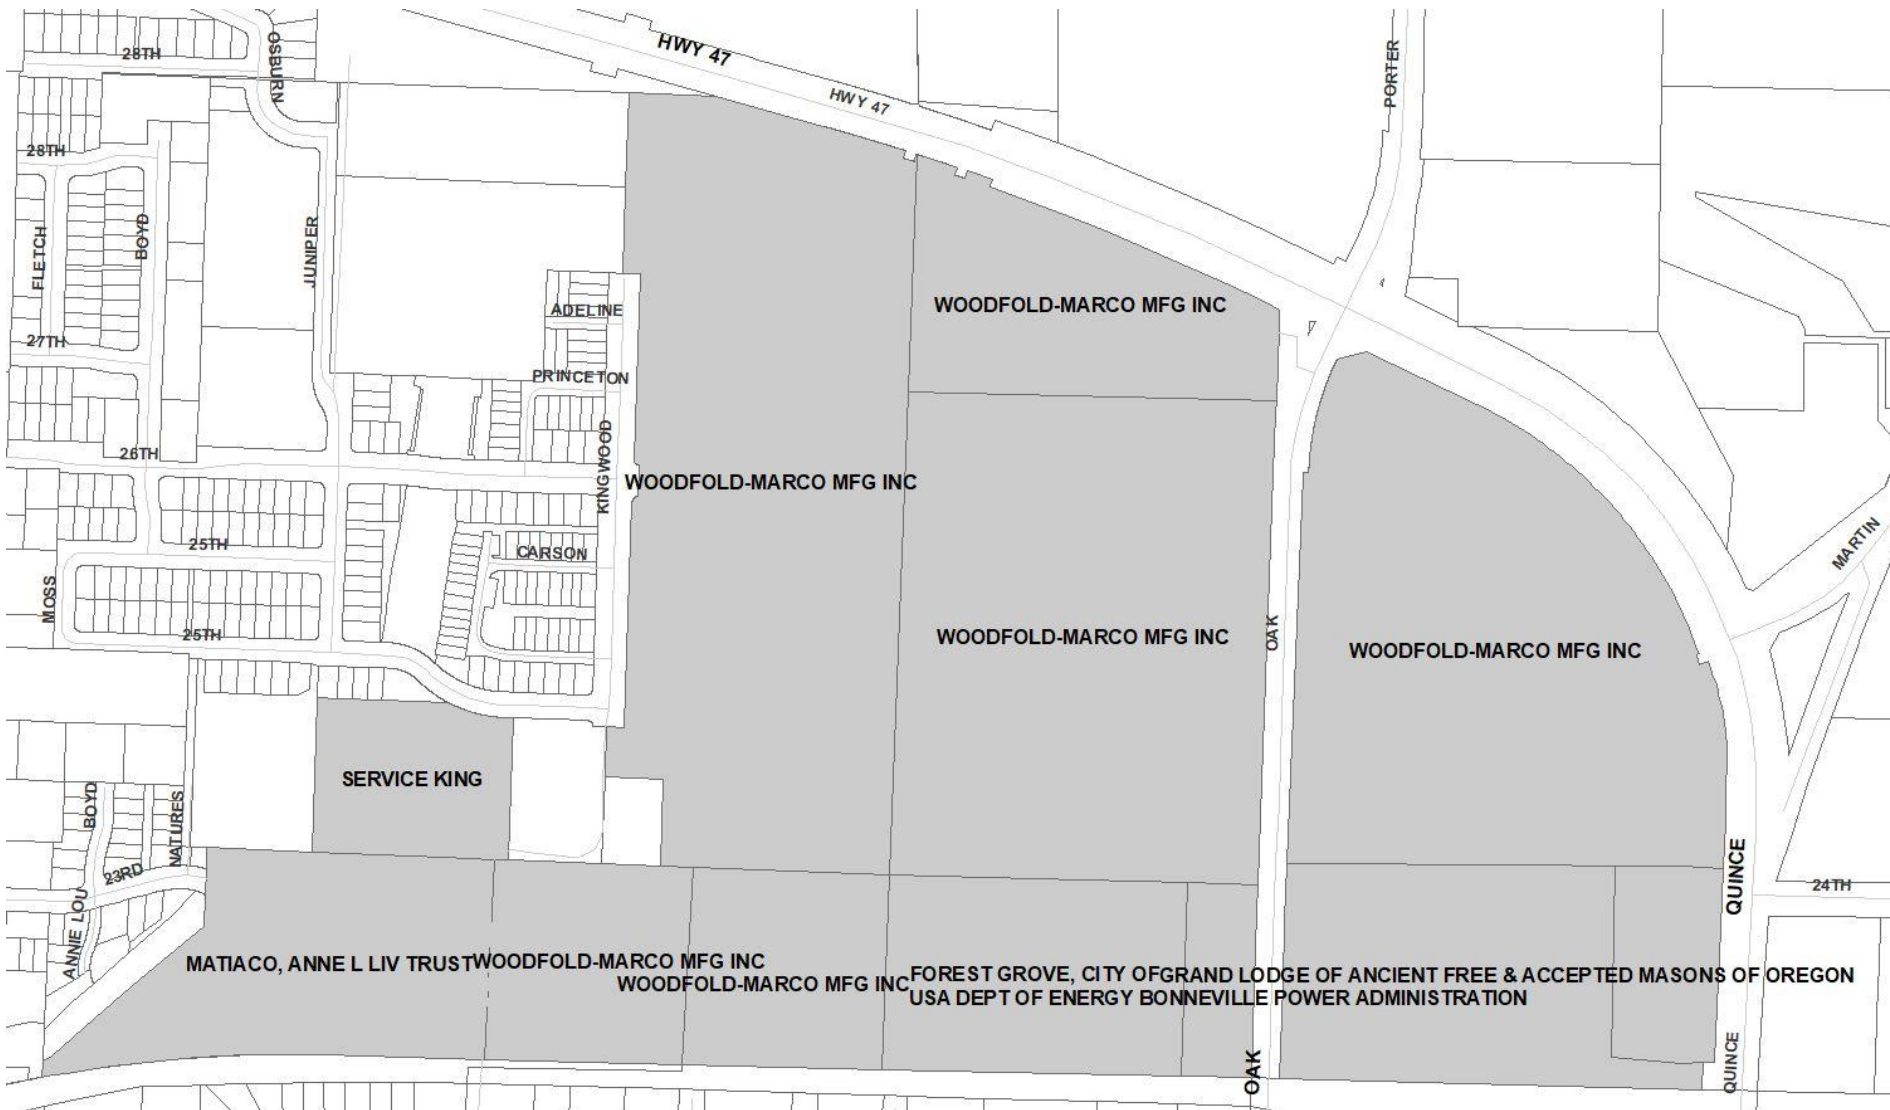 HWY 47
HWY 47
28TH
OSBURN
PORTER
28TH
FLETCH
BOYD
JUNIPER
ADELINE
WOODFOLD-MARCO MFG INC
27TH
PRINCETON
26TH
KINGWOOD
WOODFOLD-MARCO MFG INC
25TH
CARSON
MARTIN
MOSS
25TH
WOODFOLD-MARCO MFG INC
OAK
WOODFOLD-MARCO MFG INC
SERVICE KING
BOYD
NATURES
23RD
QUINCE
24TH
ANNIE LOU
MATIACO, ANNE L LIV TRUST
WOODFOLD-MARCO MFG INC
WOODFOLD-MARCO MFG INC
FOREST GROVE, CITY OF
GRAND LODGE OF ANCIENT FREE & ACCEPTED MASONS OF OREGON
USA DEPT OF ENERGY BONNEVILLE POWER ADMINISTRATION
OAK
QUINCE